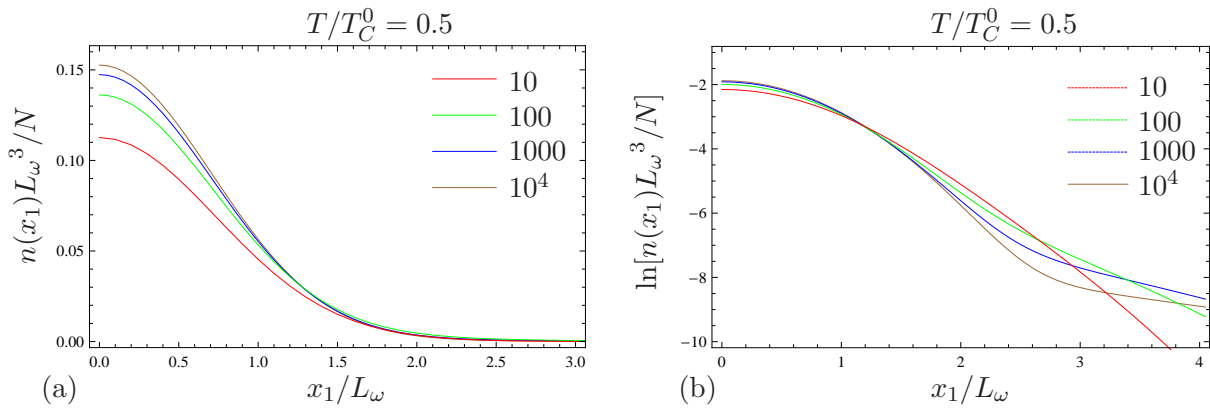 T/T_C^0 = 0.5
n(x_1)L_ω^3/N
0.15
0.10
0.05
0.00
10
100
1000
10^4
0.0 0.5 1.0 1.5 2.0 2.5 3.0
(a) x_1/L_ω
T/T_C^0 = 0.5
ln[n(x_1)L_ω^3/N]
−2
−4
−6
−8
−10
10
100
1000
10^4
0 1 2 3 4
(b) x_1/L_ω